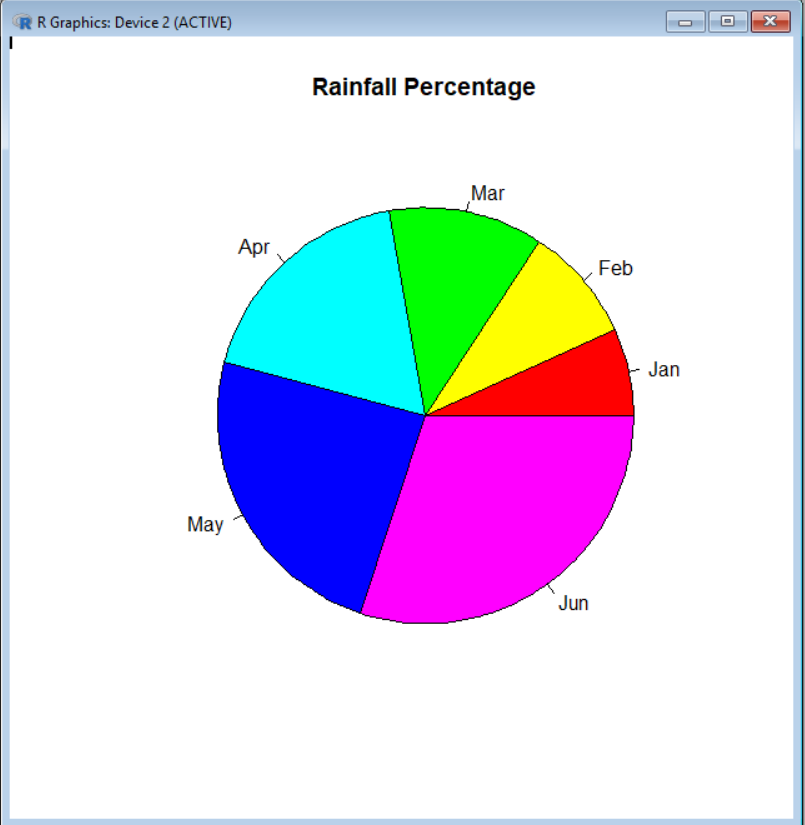 R Graphics: Device 2 (ACTIVE)
Rainfall Percentage
Mar
Apr
Feb
Jan
May
Jun